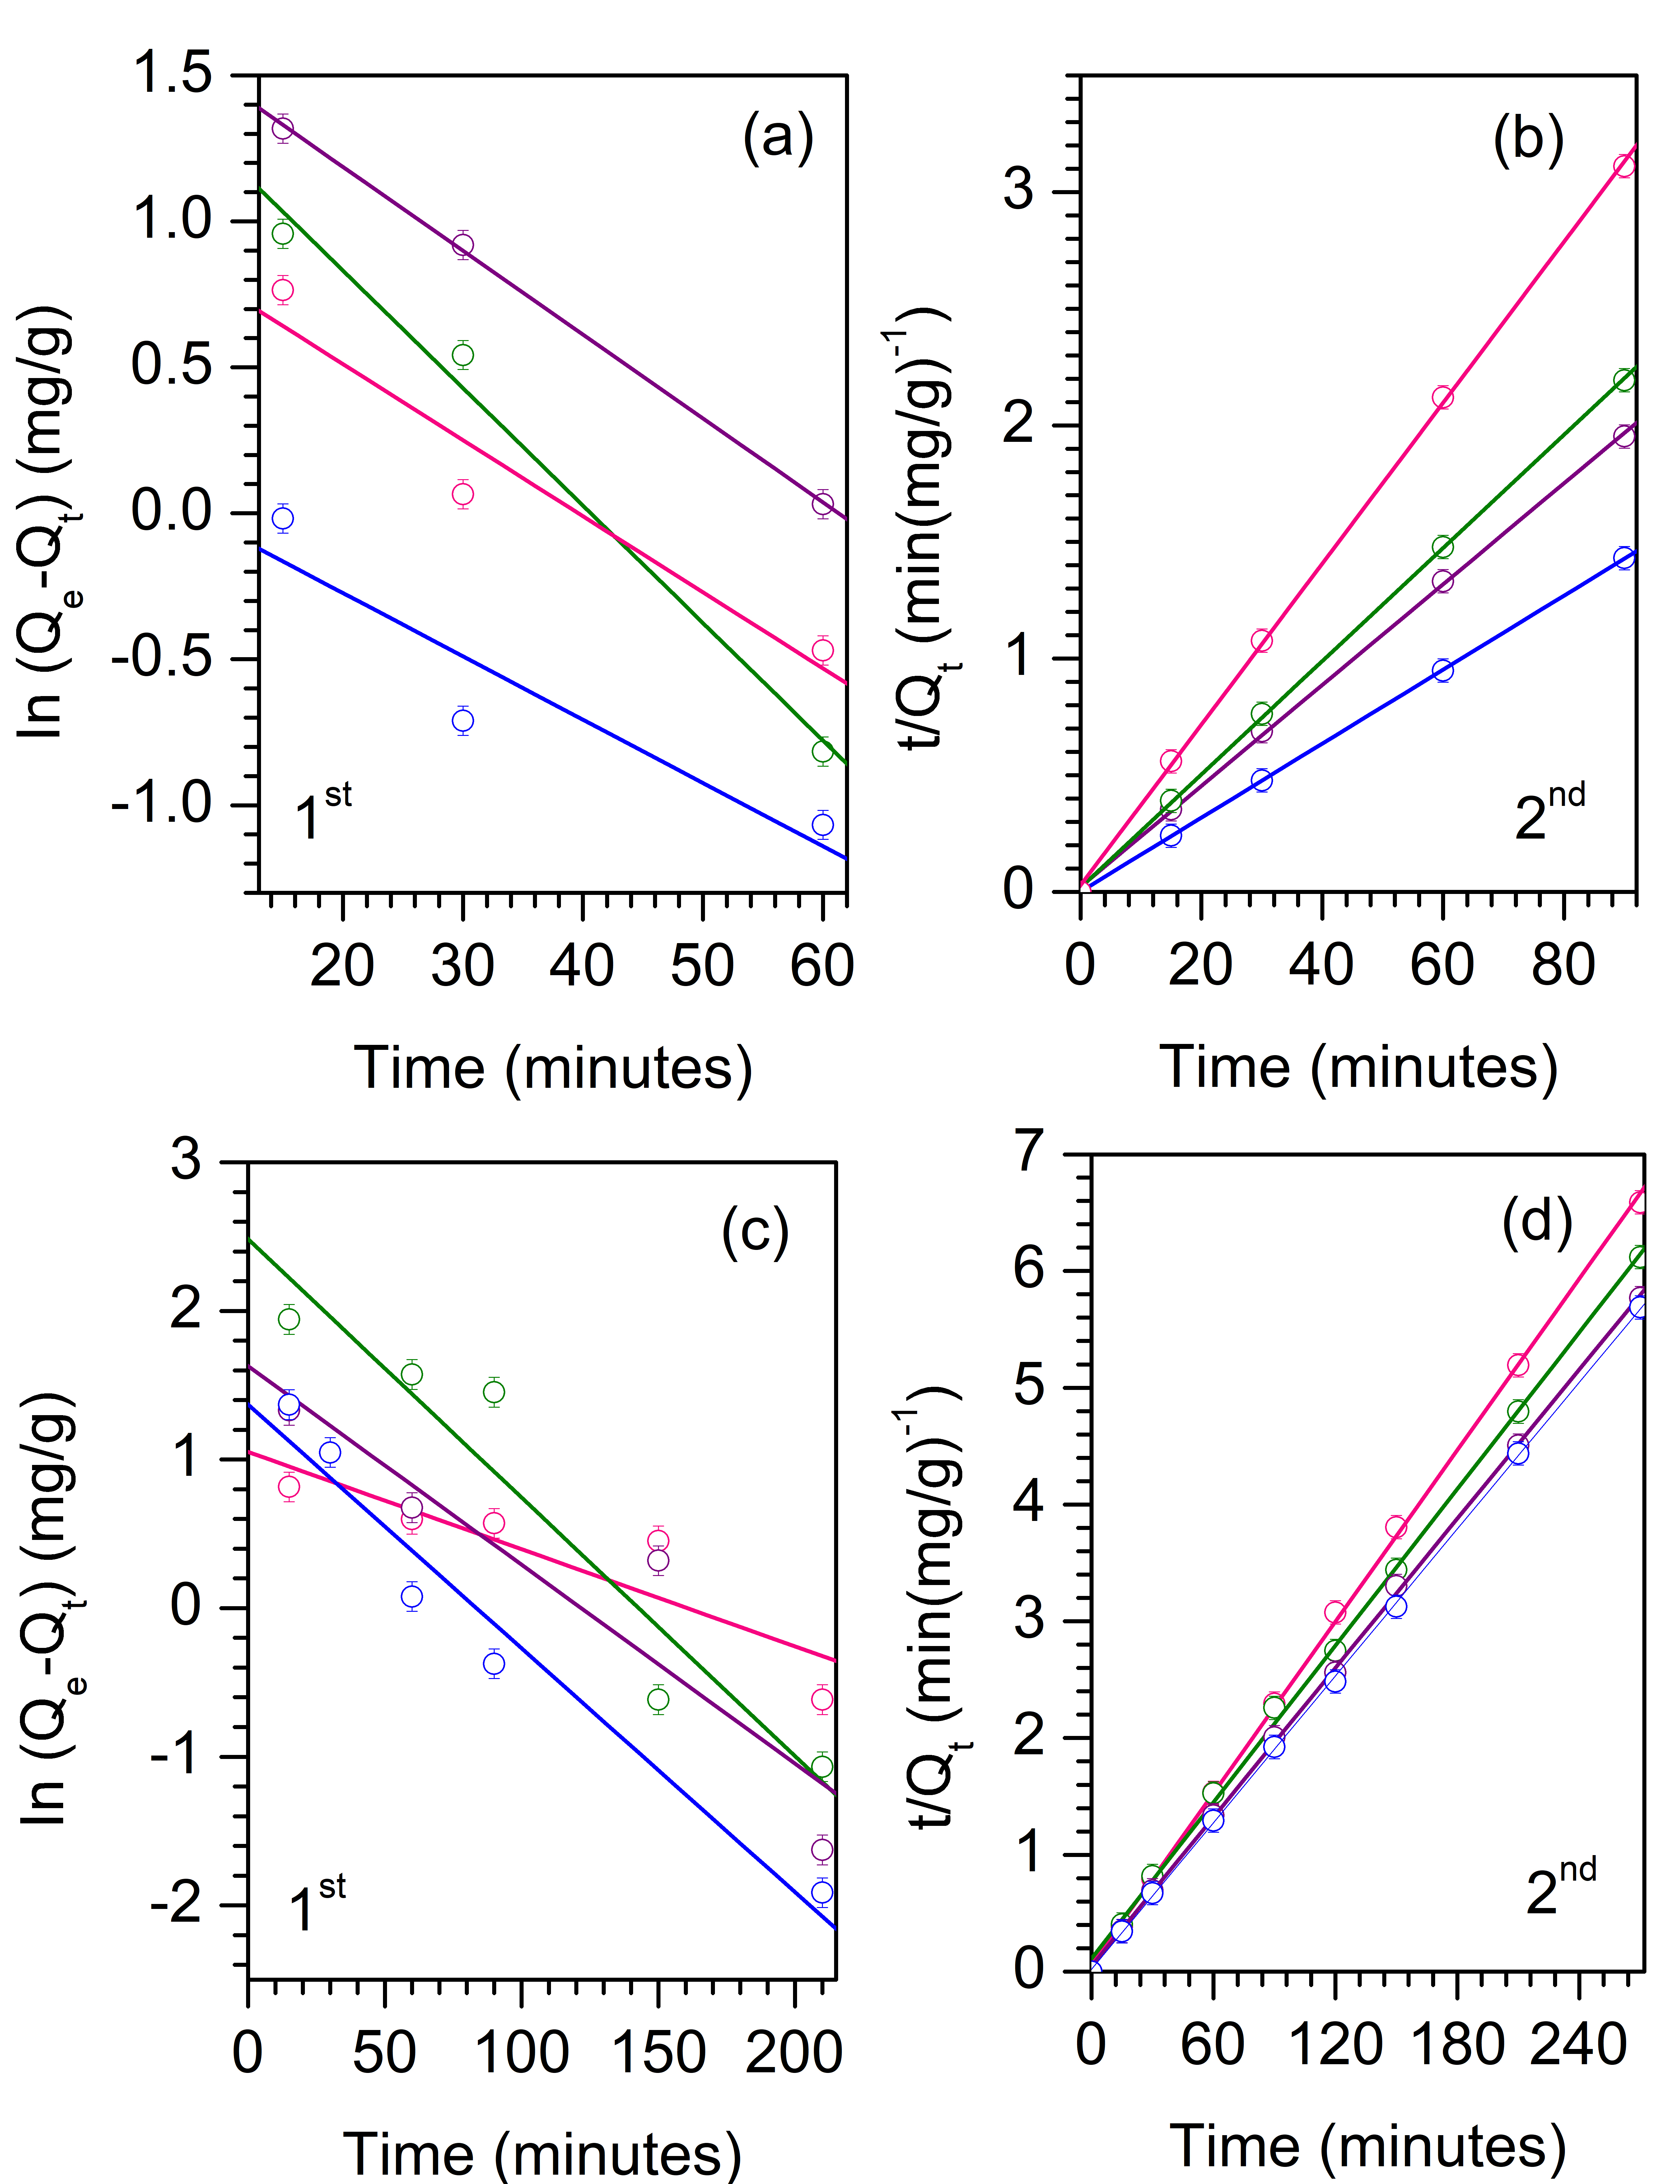 (a)
1.5
1.0
0.5
0.0
-0.5
-1.0
ln (Qe-Qt) (mg/g)
1st
20 30 40 50 60
Time (minutes)
(b)
3
2
1
0
t/Qt (min(mg/g)-1)
2nd
0 20 40 60 80
Time (minutes)
(c)
3
2
1
0
-1
-2
ln (Qe-Qt) (mg/g)
1st
0 50 100 150 200
Time (minutes)
(d)
7
6
5
4
3
2
1
0
t/Qt (min(mg/g)-1)
2nd
0 60 120 180 240
Time (minutes)